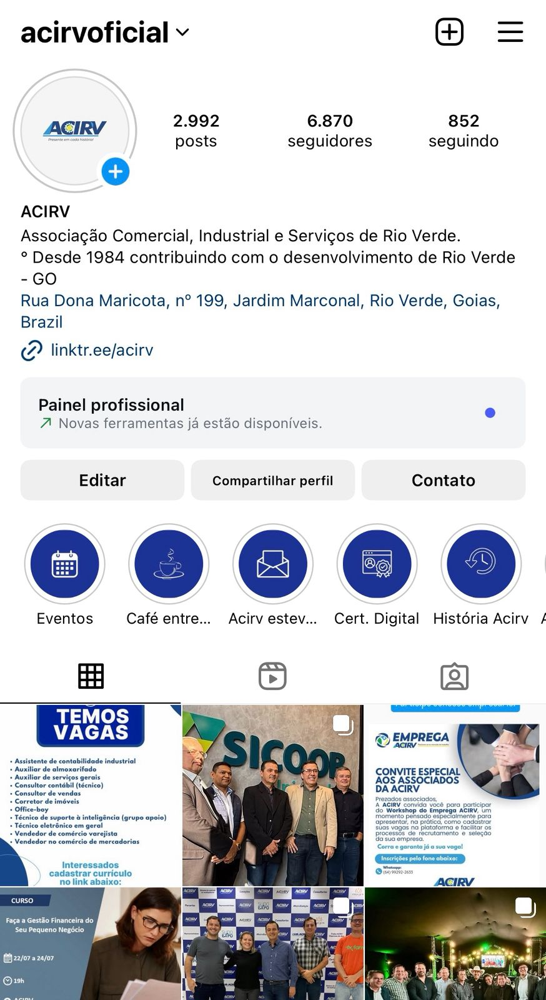 acirvoficial
ACIRV
Presente em cada história!
2.992
posts
6.870
seguidores
852
seguindo
ACIRV
Associação Comercial, Industrial e Serviços de Rio Verde.
° Desde 1984 contribuindo com o desenvolvimento de Rio Verde
- GO
Rua Dona Maricota, nº 199, Jardim Marconal, Rio Verde, Goias,
Brazil
linktr.ee/acirv
Painel profissional
Novas ferramentas já estão disponíveis.
Editar
Compartilhar perfil
Contato
Eventos
Café entre...
Acirv estev...
Cert. Digital
História Acirv
TEMOS
VAGAS
• Assistente de contabilidade industrial
• Auxiliar de almoxarifado
• Auxiliar de serviços gerais
• Consultor contábil (técnico)
• Consultor de vendas
• Corretor de imóveis
• Office-boy
• Técnico de suporte à inteligência (grupo apoio)
• Técnico eletrônico em geral
• Vendedor de comércio varejista
• Vendedor no comércio de mercadorias
Interessados
cadastrar currículo
no link abaixo:
SICOOB
EMPREGA
ACIRV
CONVITE ESPECIAL
AOS ASSOCIADOS
DA ACIRV
Prezados associados,
A ACIRV convida você para participar
do Workshop do Emprega ACIRV, um
momento pensado especialmente para
apresentar, na prática, como cadastrar
suas vagas na plataforma e facilitar os
processos de recrutamento e seleção
da sua empresa.
Corra e garanta já a sua vaga!
Inscrições pelo fone abaixo:
Whatsapp:
(64) 99292-2633
ACIRV
CURSO
Faça a Gestão Financeira do
Seu Pequeno Negócio
22/07 a 24/07
19h
ACIRV